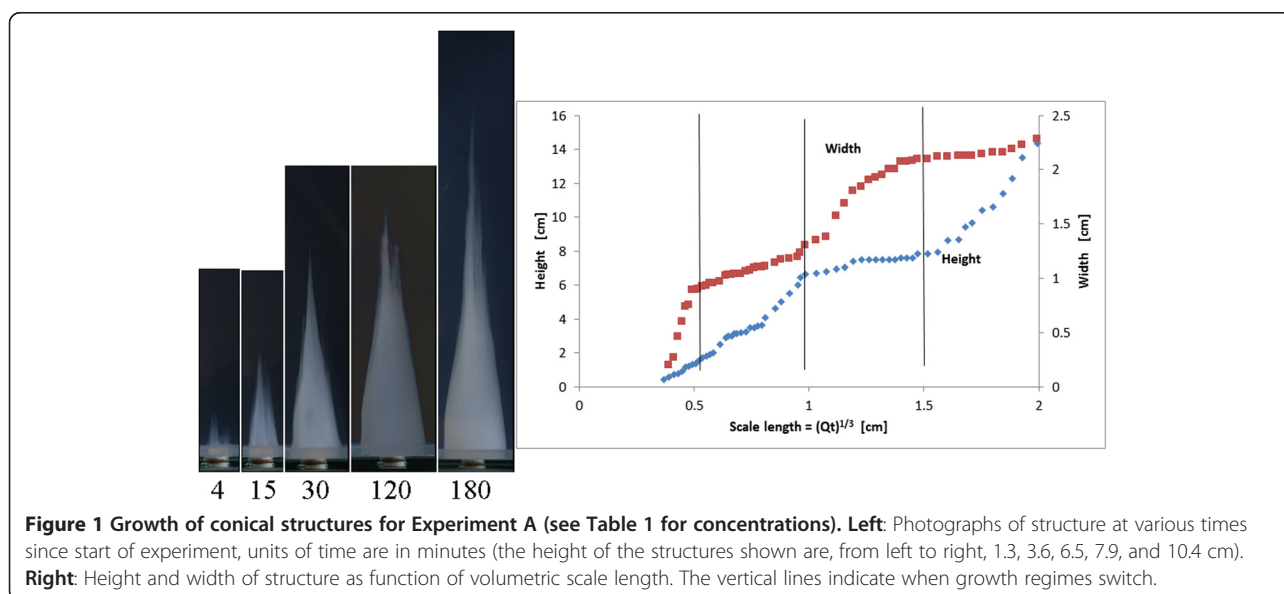 4 15 30 120 180
16
14
12
10
8
6
4
2
0
Height [cm]
2.5
2
1.5
1
0.5
0
Width [cm]
Width
Height
0 0.5 1 1.5 2
Scale length = (Qt)1/3 [cm]
Figure 1 Growth of conical structures for Experiment A (see Table 1 for concentrations). Left: Photographs of structure at various times
since start of experiment, units of time are in minutes (the height of the structures shown are, from left to right, 1.3, 3.6, 6.5, 7.9, and 10.4 cm).
Right: Height and width of structure as function of volumetric scale length. The vertical lines indicate when growth regimes switch.